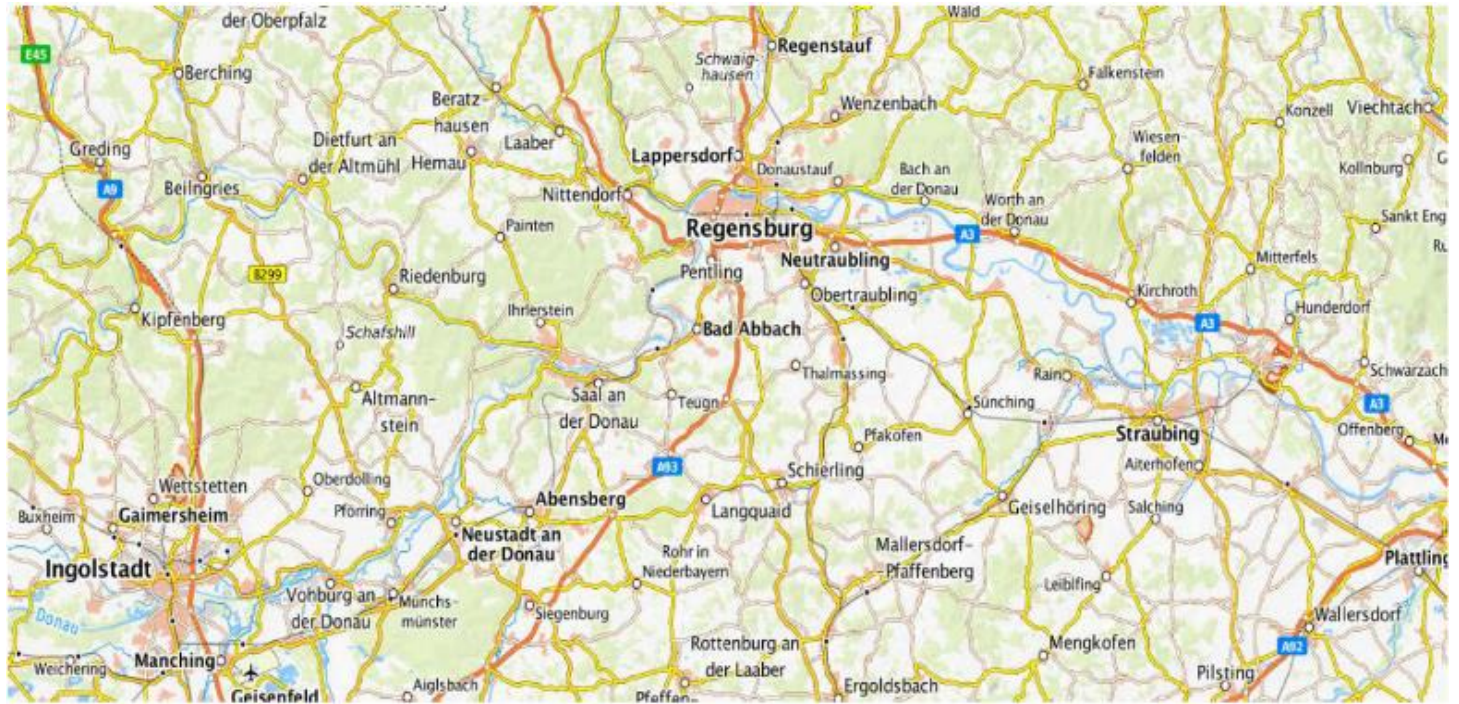 der Oberpfalz
Wald
E45
Regenstauf
Berching
Schwaig-
hausen
Falkenstein
Beratz-
hausen
Wenzenbach
Konzell
Viechtach
Laaber
Dietfurt an
der Altmühl
Wiesen
felden
Greding
Hemau
Lappersdorf
Donaustauf
Bach an
der Donau
Kollnburg
A9
Beilngries
Nittendorf
Wörth an
der Donau
Sankt Eng
Painten
Regensburg
A3
Neutraubling
Mitterfels
B299
Riedenburg
Pentling
Obertraubling
Kirchroth
Hunderdorf
Ihrlerstein
Kipfenberg
Schafshill
Bad Abbach
A3
Thalmassing
Rain
Schwarzach
Altmann-
stein
Saal an
der Donau
Teugn
Sünching
A3
Pfakofen
Straubing
Offenberg
A93
Schierling
Aiterhofen
Wettstetten
Oberdolling
Abensberg
Langquaid
Geiselhöring
Salching
Buxheim
Gaimersheim
Pförring
Neustadt an
der Donau
Ingolstadt
Rohr in
Niederbayern
Mallersdorf-
-Pfaffenberg
Leiblfing
Plattling
Donau
Vohburg an
der Donau
Münchs-
münster
Siegenburg
Wallersdorf
Weichering
Manching
Rottenburg an
der Laaber
Mengkofen
A92
Geisenfeld
Aiglsbach
Pfeffen-
Ergoldsbach
Pilsting